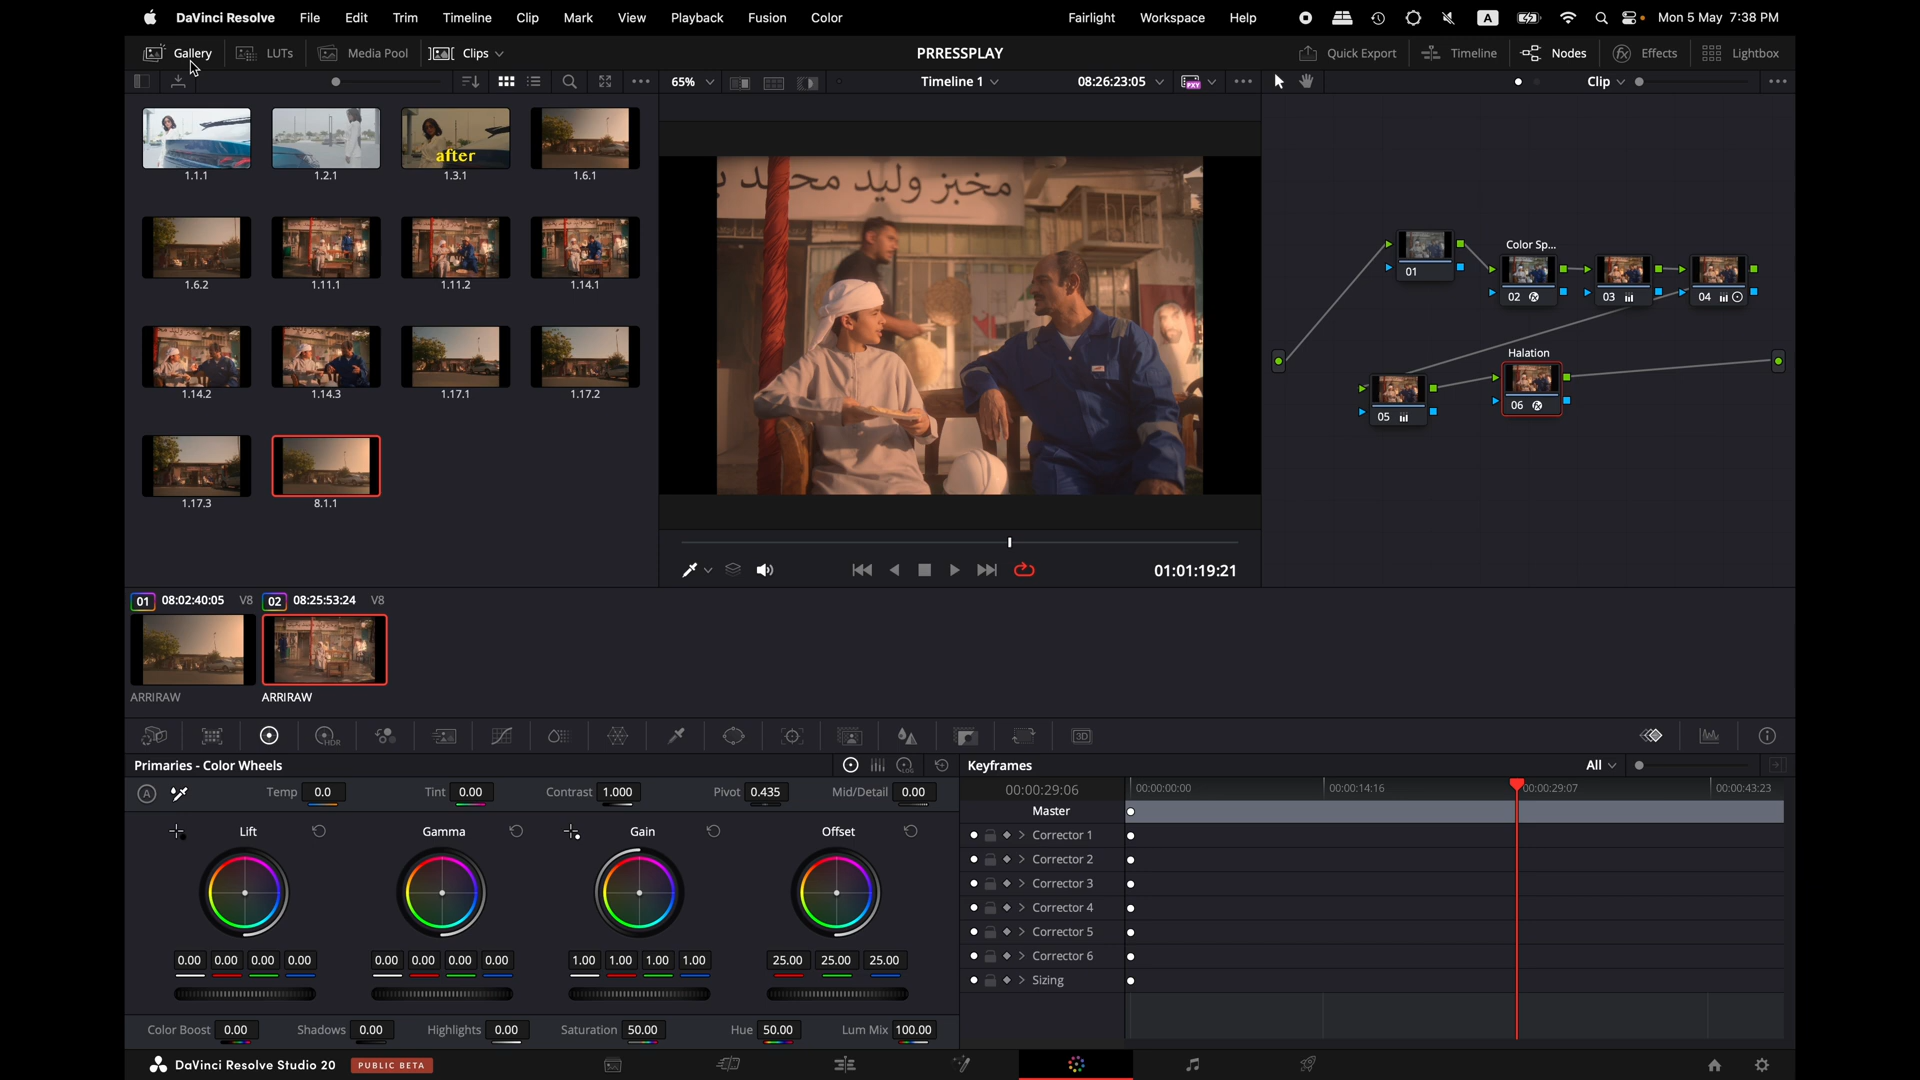 DaVinci Resolve File Edit Trim Timeline Clip Mark View Playback Fusion Color Fairlight Workspace Help A Mon 5 May 7:38 PM
Gallery LUTs Media Pool Clips PRRESSPLAY Quick Export Timeline Nodes Effects Lightbox
65% Timeline 1 08:26:23:05 PXY Clip
after
1.1.1 1.2.1 1.3.1 1.6.1
1.6.2 1.11.1 1.11.2 1.14.1
1.14.2 1.14.3 1.17.1 1.17.2
1.17.3 8.1.1
مخبز وليد محمد
Color Sp...
01 02 03 04
Halation
05 06
01:01:19:21
01 08:02:40:05 V8 02 08:25:53:24 V8
ARRIRAW ARRIRAW
HDR 3D
Primaries - Color Wheels LOG Keyframes All
A Temp 0.0 Tint 0.00 Contrast 1.000 Pivot 0.435 Mid/Detail 0.00
00:00:29:06 00:00:00:00 00:00:14:16 00:00:29:07 00:00:43:23
Lift Gamma Gain Offset
Master
Corrector 1
Corrector 2
Corrector 3
Corrector 4
Corrector 5
Corrector 6
Sizing
0.00 0.00 0.00 0.00 0.00 0.00 0.00 0.00 1.00 1.00 1.00 1.00 25.00 25.00 25.00
Color Boost 0.00 Shadows 0.00 Highlights 0.00 Saturation 50.00 Hue 50.00 Lum Mix 100.00
DaVinci Resolve Studio 20 PUBLIC BETA